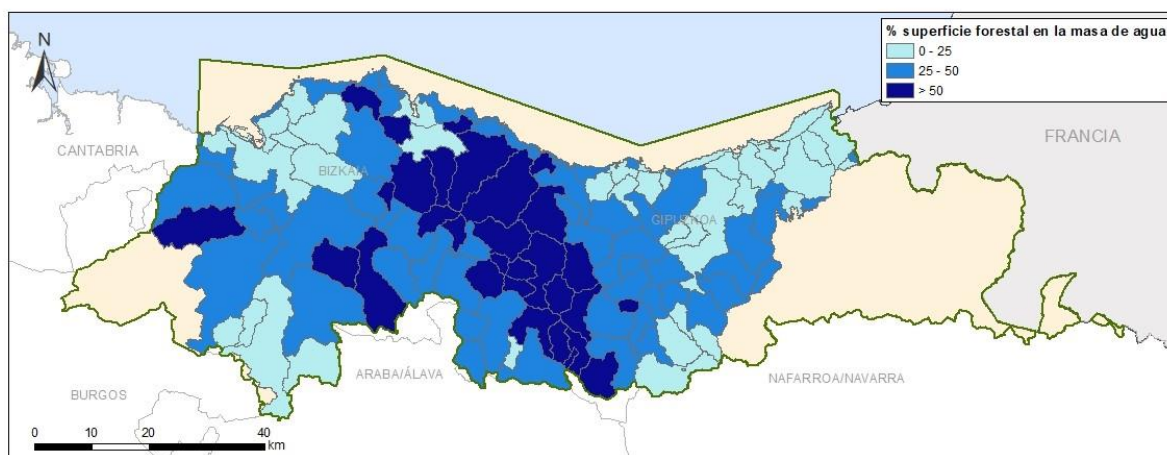 N
% superficie forestal en la masa de agua
0 - 25
25 - 50
> 50
FRANCIA
CANTABRIA
BIZKAIA
GIPUZKOA
ARABA/ÁLAVA
NAFARROA/NAVARRA
BURGOS
0 10 20 40
km